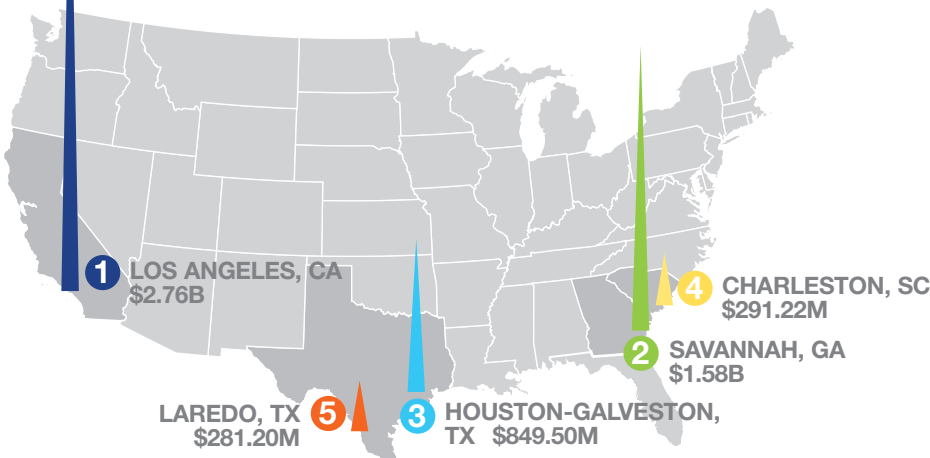 1 LOS ANGELES, CA
$2.76B
4 CHARLESTON, SC
$291.22M
2 SAVANNAH, GA
$1.58B
LAREDO, TX 5
$281.20M
3 HOUSTON-GALVESTON,
TX $849.50M